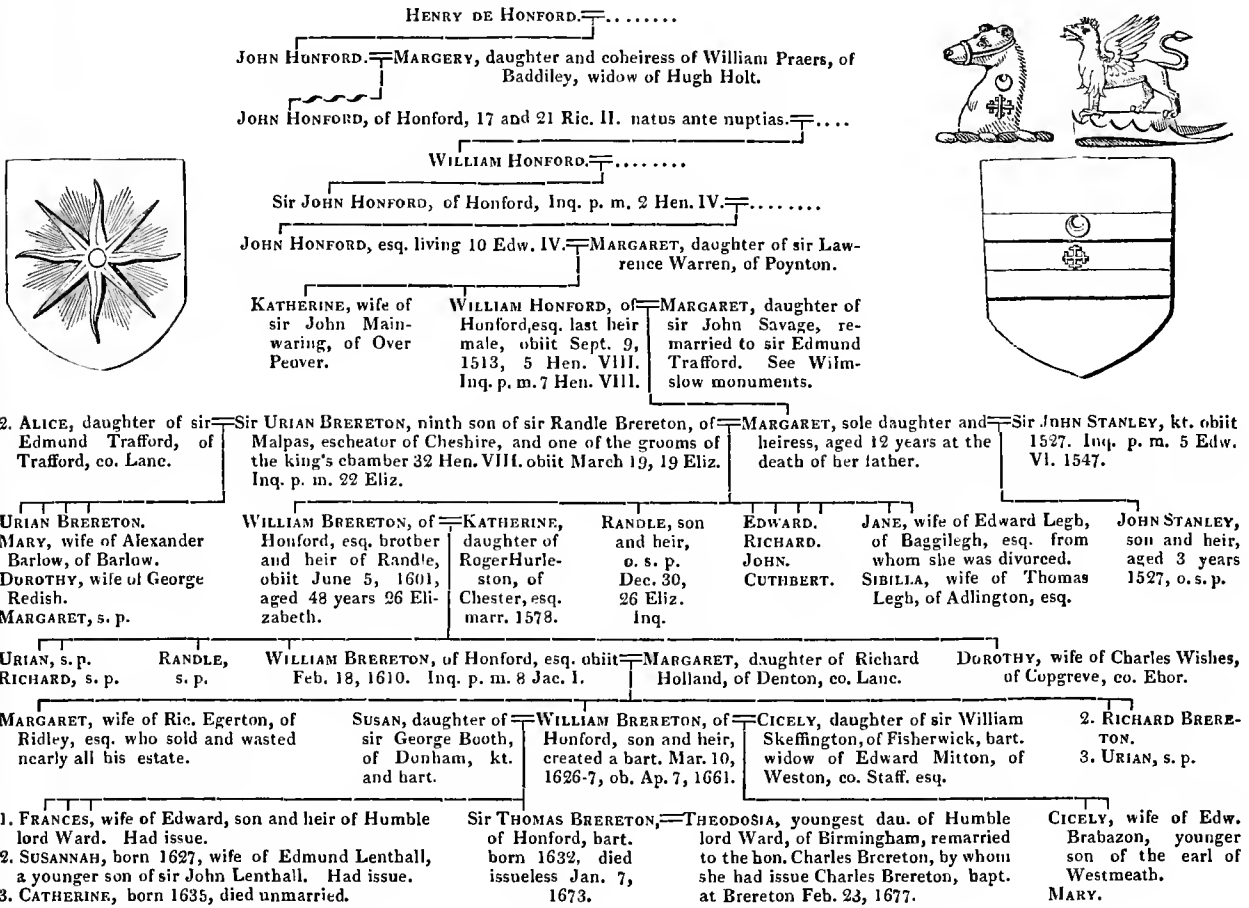 HENRY DE HONFORD.=........
JOHN HONFORD.=MARGERY, daughter and coheiress of William Praers, of
Baddiley, widow of Hugh Holt.
JOHN HONFORD, of Honford, 17 and 21 Ric. II. natus ante nuptias.=....
WILLIAM HONFORD.=........
Sir JOHN HONFORD, of Honford, Inq. p. m. 2 Hen. IV.=........
JOHN HONFORD, esq. living 10 Edw. IV.=MARGARET, daughter of sir Law-
rence Warren, of Poynton.
KATHERINE, wife of
sir John Main-
waring, of Over
Peover.
WILLIAM HONFORD, of
Honford,esq. last heir
male, obiit Sept. 9,
1513, 5 Hen. VIII.
Inq. p. m. 7 Hen. VIII.
=MARGARET, daughter of
sir John Savage, re-
married to sir Edmund
Trafford. See Wilm-
slow monuments.
2. ALICE, daughter of sir
Edmund Trafford, of
Trafford, co. Lanc.
=Sir URIAN BRERETON, ninth son of sir Randle Brereton, of
Malpas, escheator of Cheshire, and one of the grooms of
the king's chamber 32 Hen. VIII. obiit March 19, 19 Eliz.
Inq. p. m. 22 Eliz.
=MARGARET, sole daughter and
heiress, aged 12 years at the
death of her father.
=Sir JOHN STANLEY, kt. obiit
1527. Inq. p. m. 5 Edw.
VI. 1547.
URIAN BRERETON.
MARY, wife of Alexander
Barlow, of Barlow.
DOROTHY, wife of George
Redish.
MARGARET, s. p.
WILLIAM BRERETON, of
Honford, esq. brother
and heir of Randle,
obiit June 5, 1601,
aged 48 years 26 Eli-
zabeth.
=KATHERINE,
daughter of
Roger Hurle-
ston, of
Chester, esq.
marr. 1578.
RANDLE, son
and heir,
o. s. p.
Dec. 30,
26 Eliz.
Inq.
EDWARD.
RICHARD.
JOHN.
CUTHBERT.
JANE, wife of Edward Legh,
of Baggilegh, esq. from
whom she was divorced.
SIBILLA, wife of Thomas
Legh, of Adlington, esq.
JOHN STANLEY,
son and heir,
aged 3 years
1527, o. s. p.
URIAN, s. p.
RICHARD, s. p.
RANDLE,
s. p.
WILLIAM BRERETON, of Honford, esq. obiit
Feb. 18, 1610. Inq. p. m. 8 Jac. I.
=MARGARET, daughter of Richard
Holland, of Denton, co. Lanc.
DOROTHY, wife of Charles Wishes,
of Copgreve, co. Ebor.
MARGARET, wife of Ric. Egerton, of
Ridley, esq. who sold and wasted
nearly all his estate.
SUSAN, daughter of
sir George Booth,
of Dunham, kt.
and bart.
=WILLIAM BRERETON, of
Honford, son and heir,
created a bart. Mar. 10,
1626-7, ob. Ap. 7, 1661.
=CICELY, daughter of sir William
Skeffington, of Fisherwick, bart.
widow of Edward Mitton, of
Weston, co. Staff. esq.
2. RICHARD BRERE-
TON.
3. URIAN, s. p.
1. FRANCES, wife of Edward, son and heir of Humble
lord Ward. Had issue.
2. SUSANNAH, born 1627, wife of Edmund Lenthall,
a younger son of sir John Lenthall. Had issue.
3. CATHERINE, born 1635, died unmarried.
Sir THOMAS BRERETON,
of Honford, bart.
born 1632, died
issueless Jan. 7,
1673.
=THEODOSIA, youngest dau. of Humble
lord Ward, of Birmingham, remarried
to the hon. Charles Brereton, by whom
she had issue Charles Brereton, bapt.
at Brereton Feb. 23, 1677.
CICELY, wife of Edw.
Brabazon, younger
son of the earl of
Westmeath.
MARY.